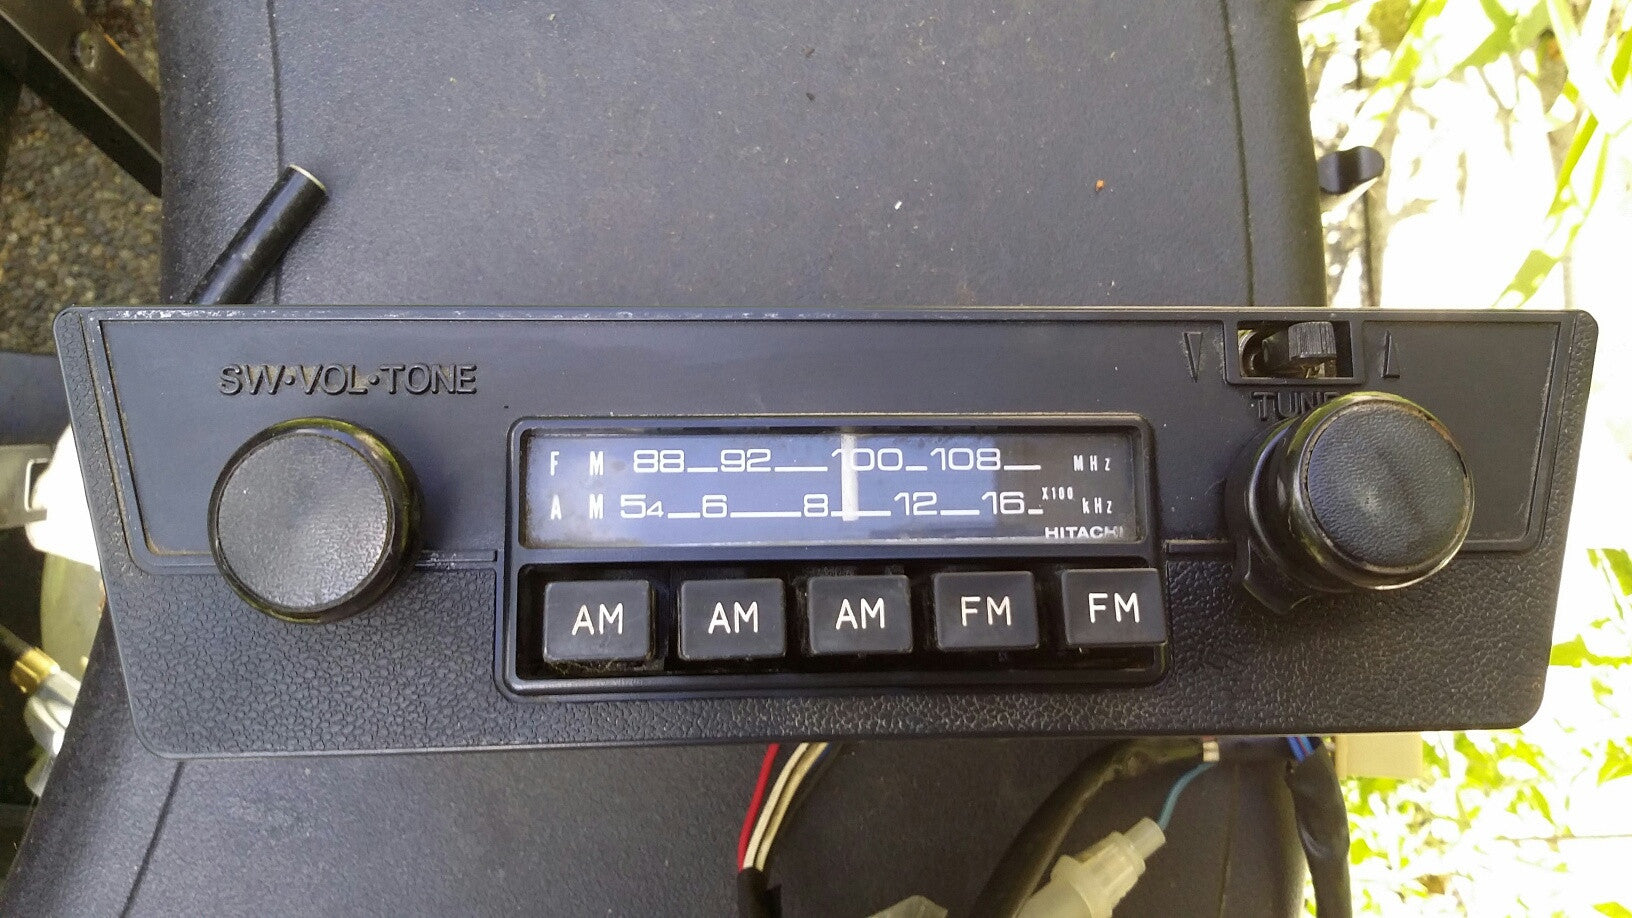 SW·VOL·TONE
TUNE
FM 88 92 100 108 MHz
AM 54 6 8 12 16 X100 kHz
HITACHI
AM AM AM FM FM